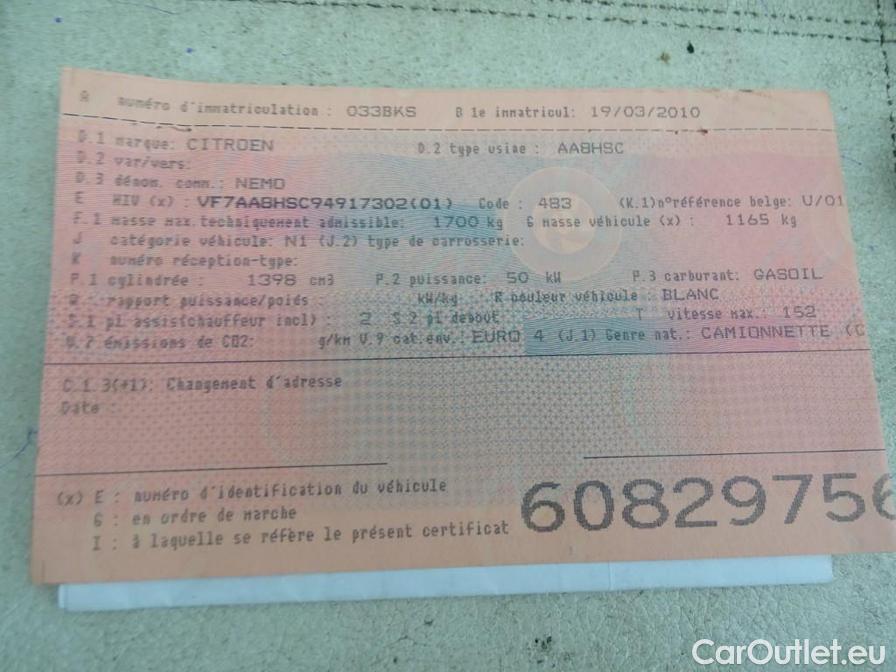 A numéro d'immatriculation : 033BKS B 1e immatricul: 19/03/2010
D.1 marque: CITROEN D.2 type usine : AA8HSC
D.2 var/vers:
D.3 dénom. comm.: NEMO
E NIV (x) : VF7AA8HSC94917302(01) Code : 483 (K.1)n°référence belge: U/01
F.1 masse max.techniquement admissible: 1700 kg G masse véhicule (x) : 1165 kg
J catégorie véhicule: N1 (J.2) type de carrosserie:
K numéro réception-type:
P.1 cylindrée : 1398 cm3 P.2 puissance: 50 kW P.3 carburant: GASOIL
Q rapport puissance/poids : kW/kg R couleur véhicule : BLANC
S.1 pl assis(chauffeur incl) : 2 S.2 pl debout T vitesse max.: 152
V.7 émissions de CO2: g/km V.9 cat.env.: EURO 4 (J.1) Genre nat.: CAMIONNETTE (C
C.1.3(+1): Changement d'adresse
Date :
(x) E : numéro d'identification du véhicule
G : en ordre de marche
I : à laquelle se réfère le présent certificat
60829756
CarOutlet.eu